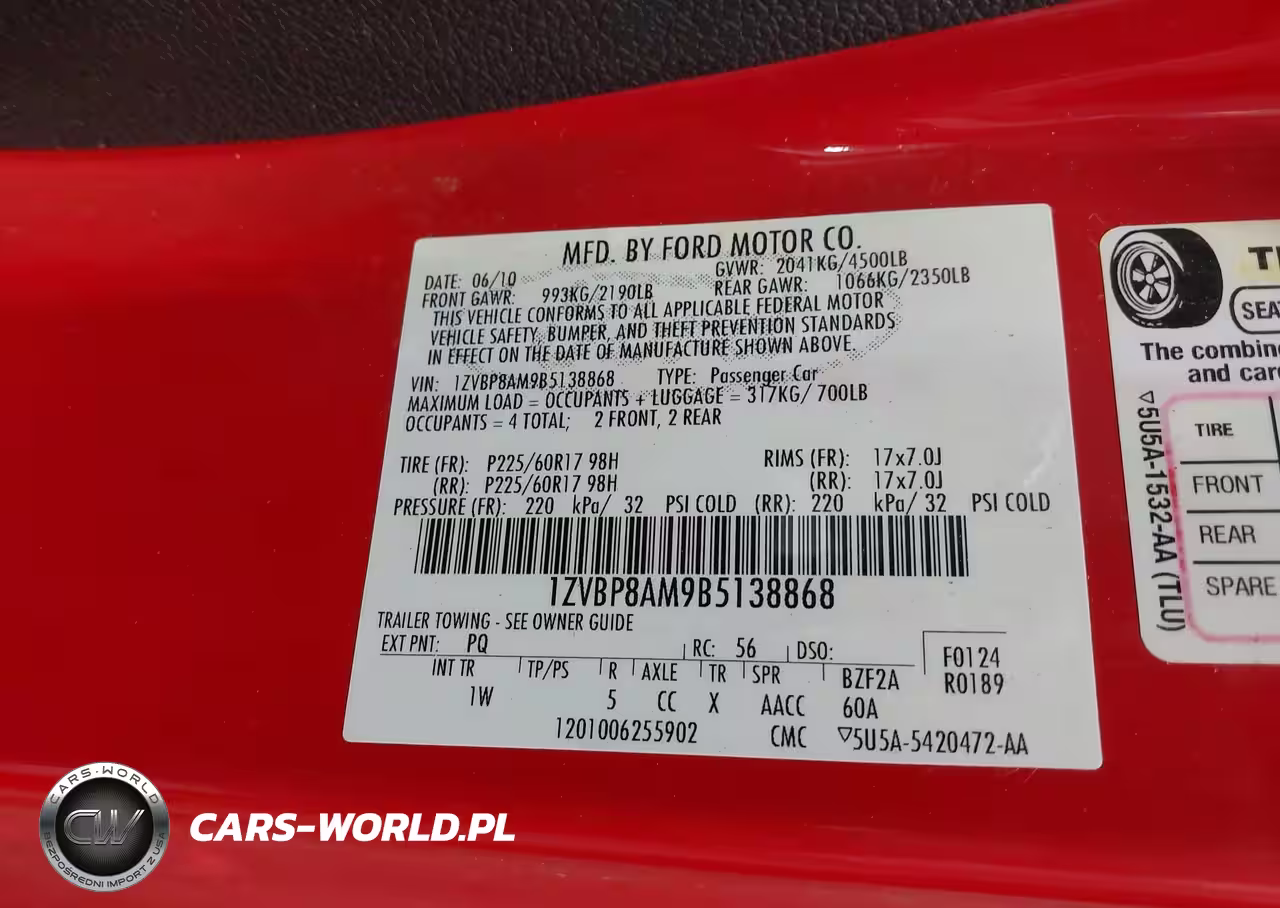 MFD. BY FORD MOTOR CO.
DATE: 06/10 GVWR: 2041KG/4500LB
FRONT GAWR: 993KG/2190LB REAR GAWR: 1066KG/2350LB
THIS VEHICLE CONFORMS TO ALL APPLICABLE FEDERAL MOTOR
VEHICLE SAFETY, BUMPER, AND THEFT PREVENTION STANDARDS
IN EFFECT ON THE DATE OF MANUFACTURE SHOWN ABOVE.
VIN: 1ZVBP8AM9B5138868 TYPE: Passenger Car
MAXIMUM LOAD = OCCUPANTS + LUGGAGE = 317KG/ 700LB
OCCUPANTS = 4 TOTAL; 2 FRONT, 2 REAR
TIRE (FR): P225/60R17 98H RIMS (FR): 17x7.0J
(RR): P225/60R17 98H (RR): 17x7.0J
PRESSURE (FR): 220 kPa/ 32 PSI COLD (RR): 220 kPa/ 32 PSI COLD
1ZVBP8AM9B5138868
TRAILER TOWING - SEE OWNER GUIDE
EXT PNT: PQ RC: 56 DSO:
F0124
R0189
INT TR TP/PS R AXLE TR SPR BZF2A
1W 5 CC X AACC 60A
1201006255902 CMC ▽5U5A-5420472-AA
SEA
The combin
and car
▽5U5A-1532-AA (TLU)
TIRE
FRONT
REAR
SPARE
CARS-WORLD
CW
BEZPOŚREDNI IMPORT Z USA
CARS-WORLD.PL